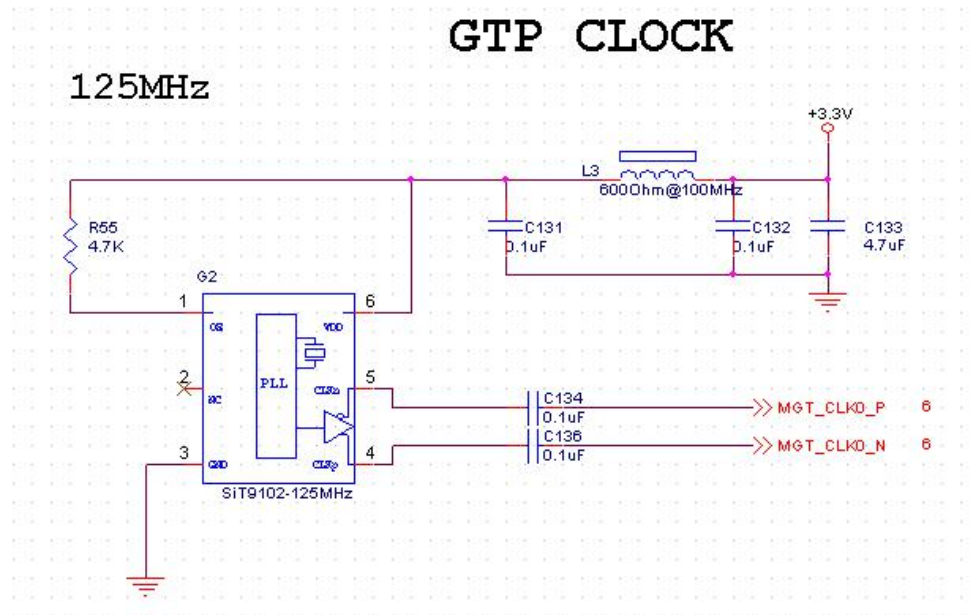 GTP CLOCK
125MHz
+3.3V
L3
600Ohm@100MHz
R55
4.7K
C131
0.1uF
C132
0.1uF
C133
4.7uF
G2
1
6
OE
VDD
2
5
NC
PLL
CLKn
C134
0.1uF
MGT_CLK0_P 6
C136
0.1uF
MGT_CLK0_N 6
3
4
GND
CLKp
SiT9102-125MHz